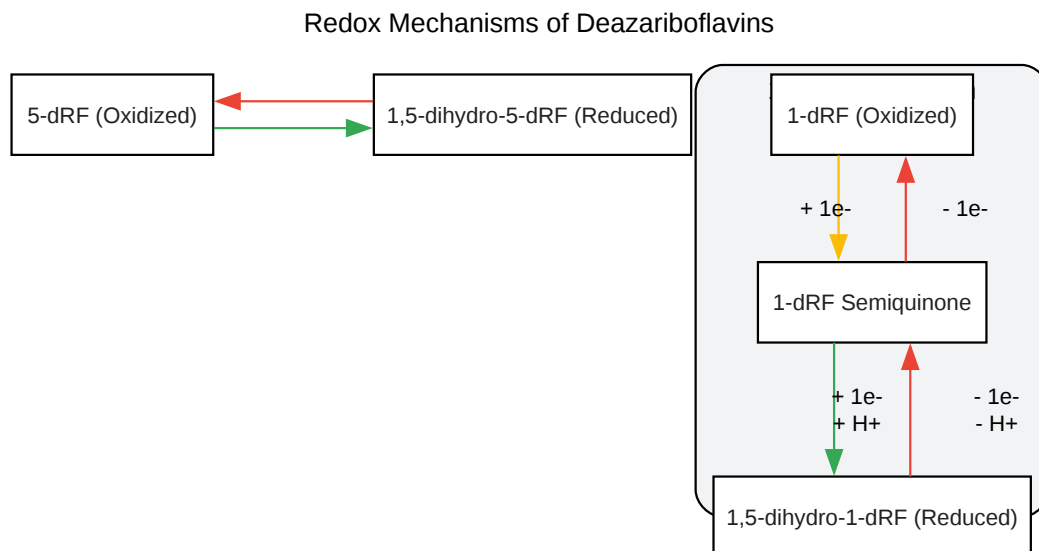 Redox Mechanisms of Deazariboflavins
5-dRF (Oxidized)
1,5-dihydro-5-dRF (Reduced)
1-dRF (Oxidized)
+ 1e-
- 1e-
1-dRF Semiquinone
+ 1e-
+ H+
- 1e-
- H+
1,5-dihydro-1-dRF (Reduced)